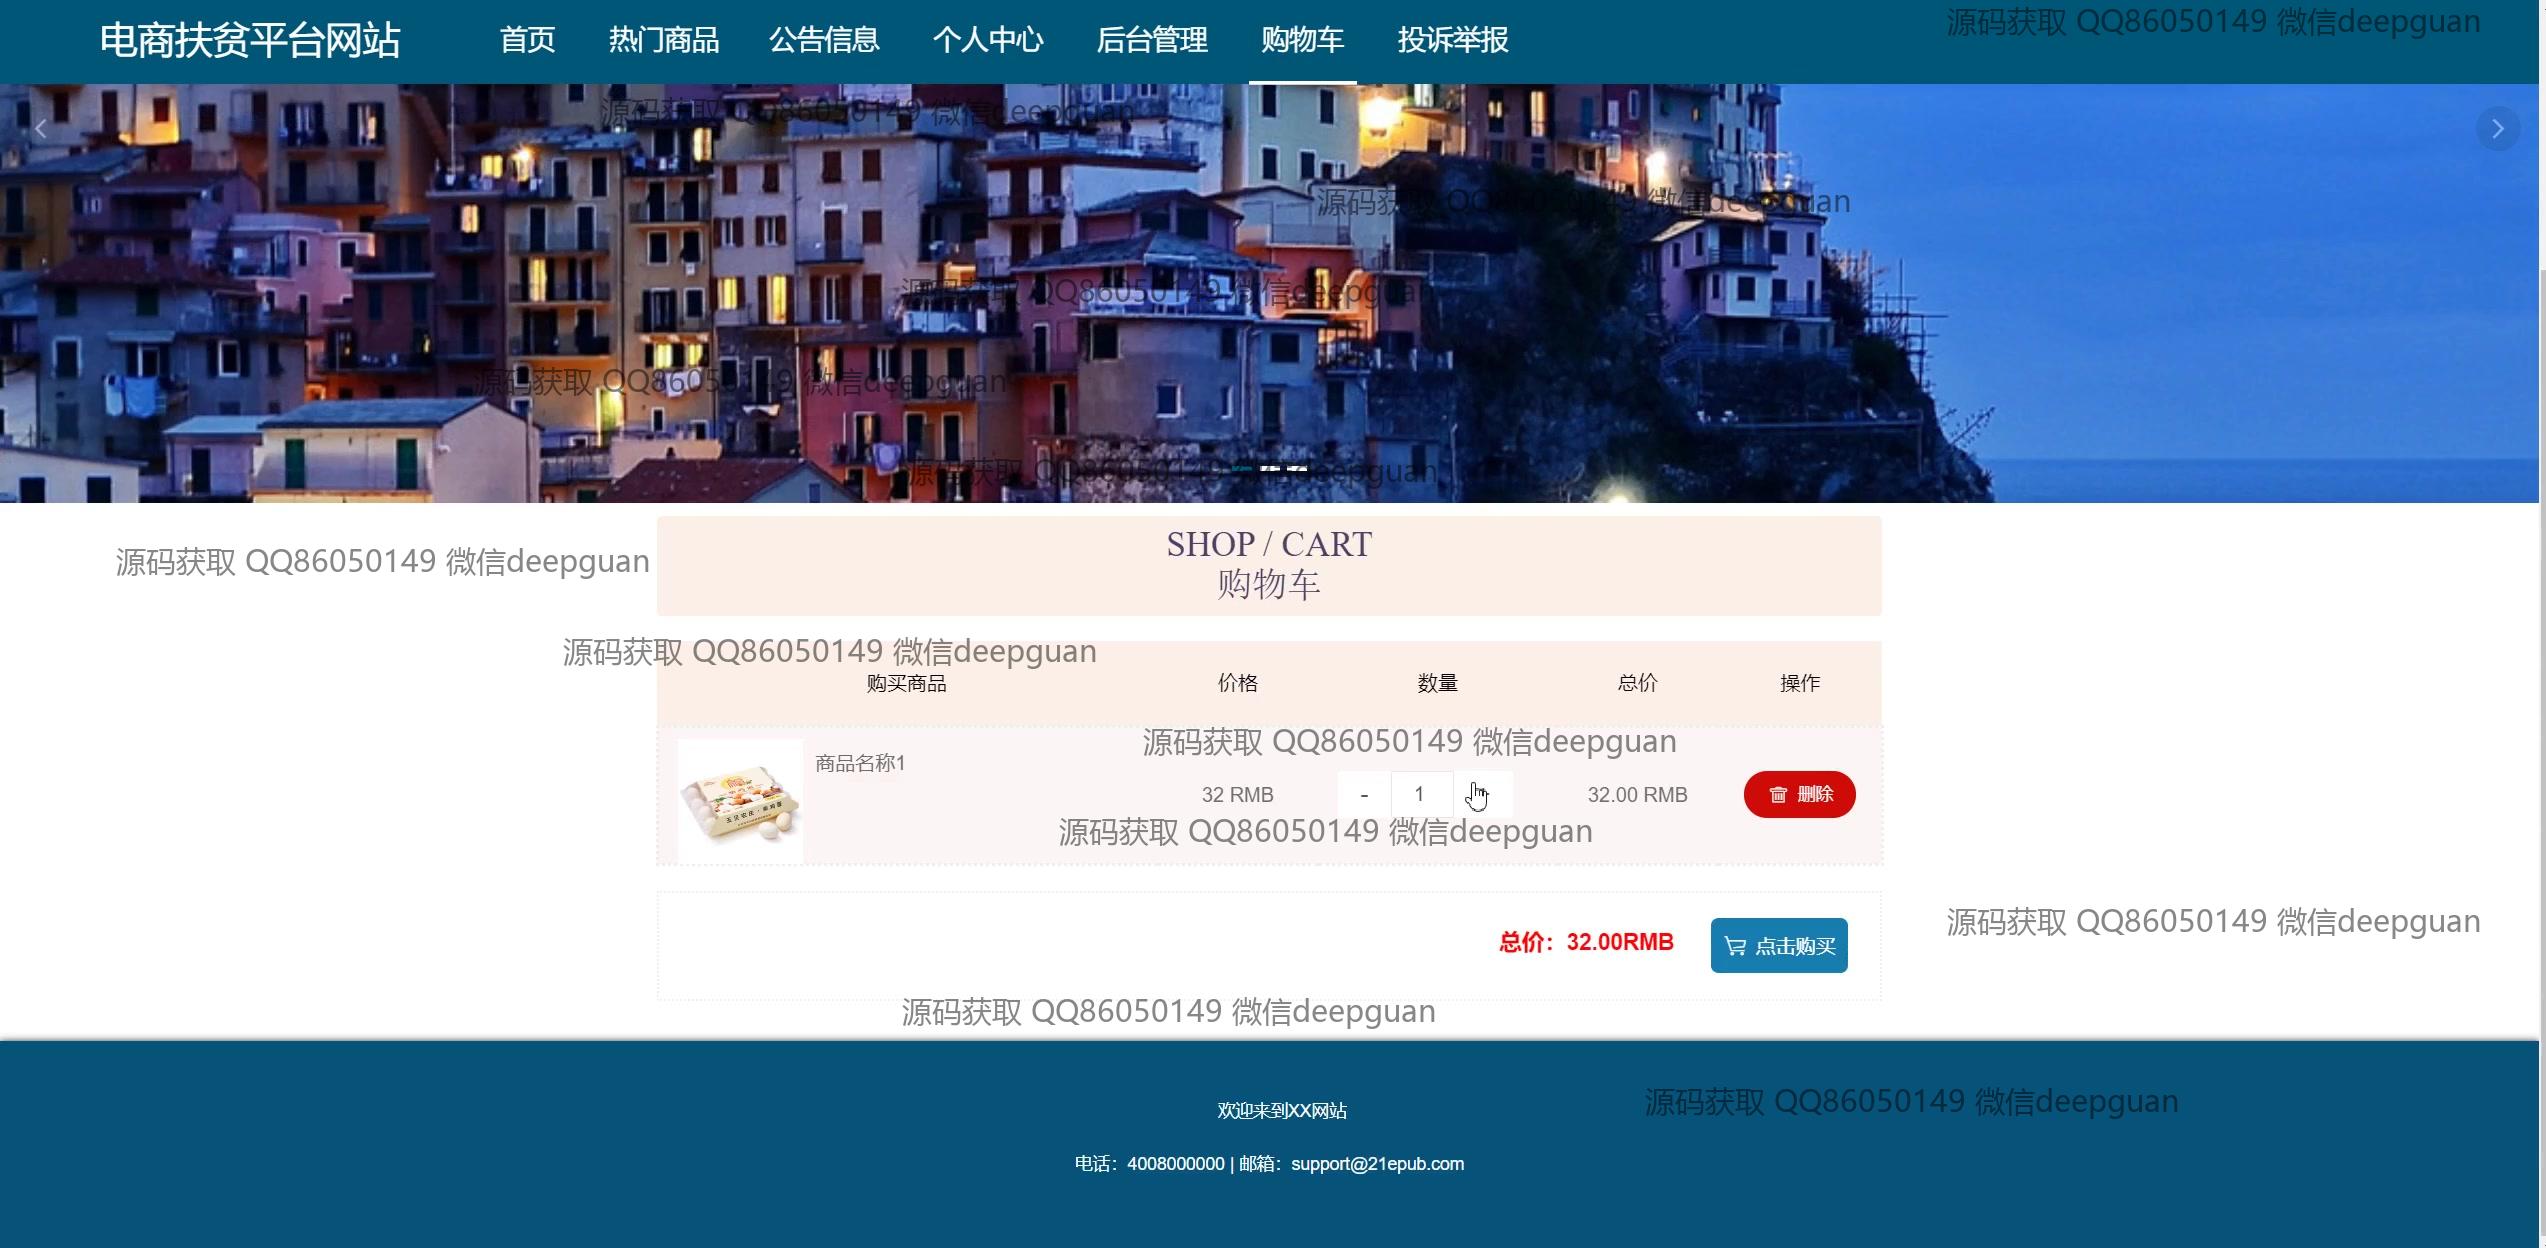 电商扶贫平台网站 首页 热门商品 公告信息 个人中心 后台管理 购物车 投诉举报
源码获取 QQ86050149 微信deepguan
源码获取 QQ86050149 微信deepguan
源码获取 QQ86050149 微信deepguan
源码获取 QQ86050149 微信deepguan
源码获取 QQ86050149 微信deepguan
源码获取 QQ86050149 微信deepguan
SHOP / CART
源码获取 QQ86050149 微信deepguan
购物车
源码获取 QQ86050149 微信deepguan
购买商品 价格 数量 总价 操作
源码获取 QQ86050149 微信deepguan
商品名称1
32 RMB - 1 32.00 RMB 删除
源码获取 QQ86050149 微信deepguan
源码获取 QQ86050149 微信deepguan
总价：32.00RMB 点击购买
源码获取 QQ86050149 微信deepguan
源码获取 QQ86050149 微信deepguan
欢迎来到XX网站
电话：4008000000 | 邮箱：support@21epub.com